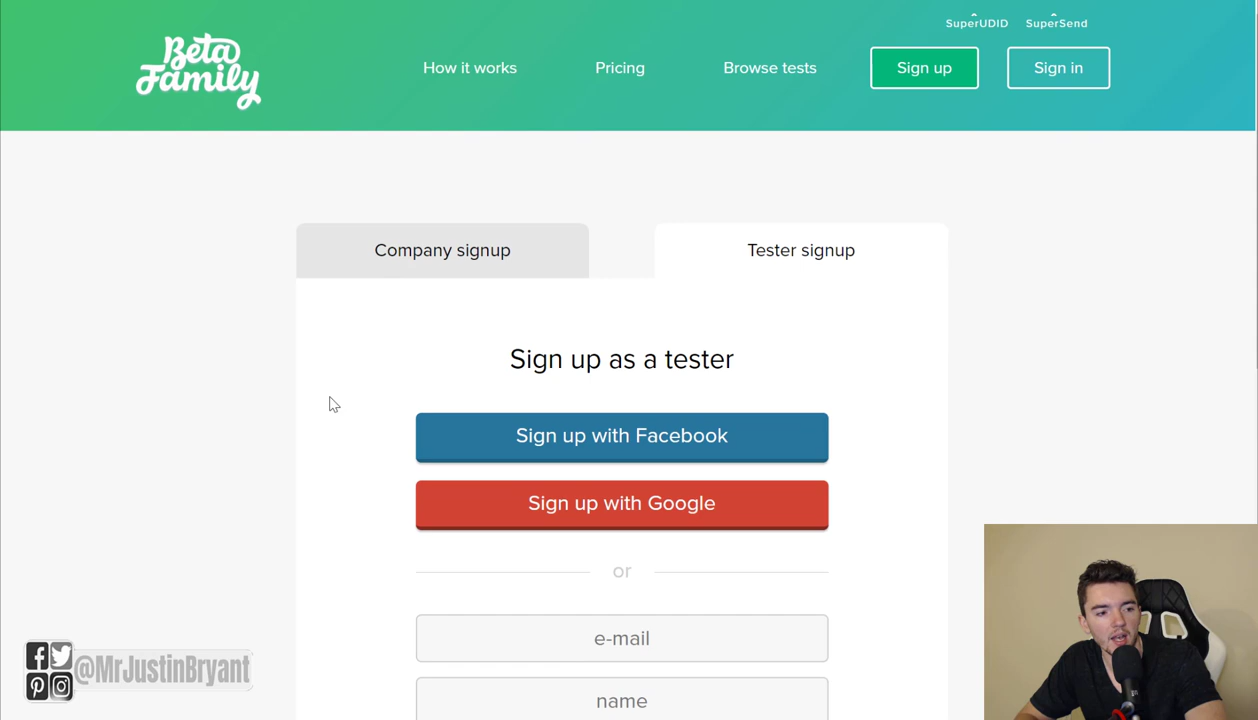 SuperUDID SuperSend
Beta
Family
How it works Pricing Browse tests Sign up Sign in
Company signup Tester signup
Sign up as a tester
Sign up with Facebook
Sign up with Google
or
e-mail
name
@MrJustinBryant